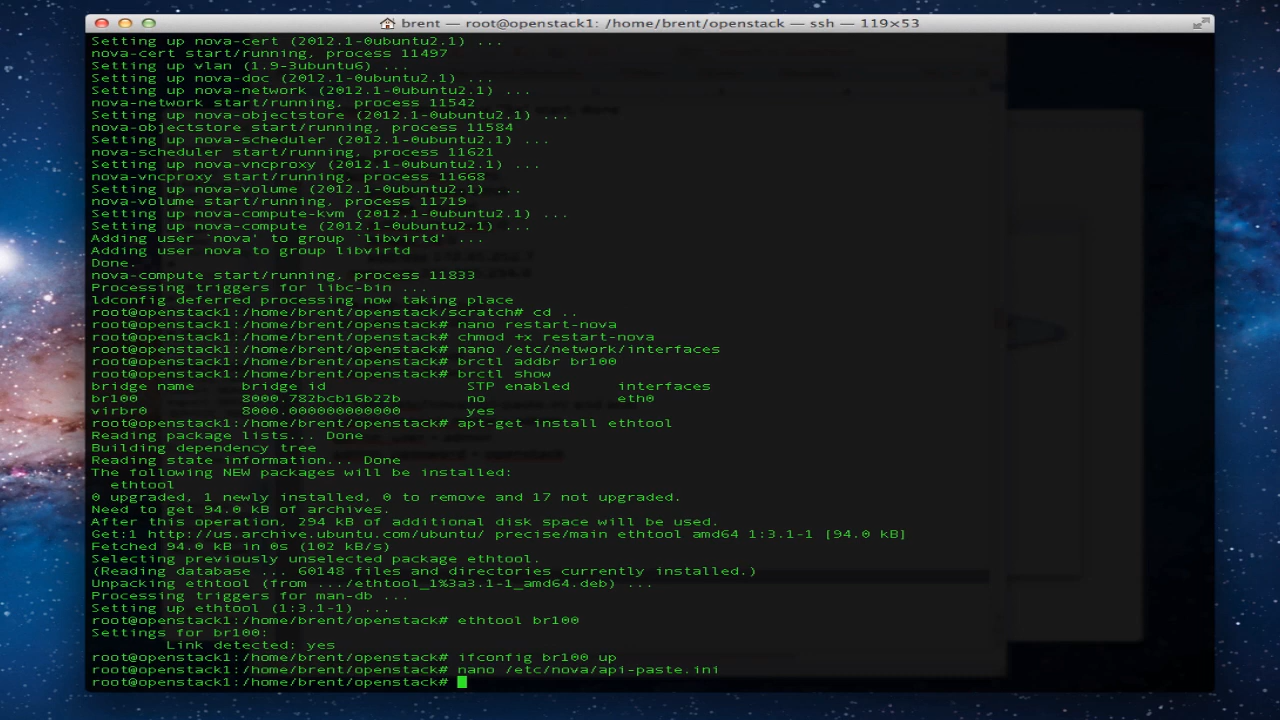 brent — root@openstack1: /home/brent/openstack — ssh — 119×53
Setting up nova-cert (2012.1-0ubuntu2.1) ...
nova-cert start/running, process 11497
Setting up vlan (1.9-3ubuntu6) ...
Setting up nova-doc (2012.1-0ubuntu2.1) ...
Setting up nova-network (2012.1-0ubuntu2.1) ...
nova-network start/running, process 11542
Setting up nova-objectstore (2012.1-0ubuntu2.1) ...
nova-objectstore start/running, process 11584
Setting up nova-scheduler (2012.1-0ubuntu2.1) ...
nova-scheduler start/running, process 11621
Setting up nova-vncproxy (2012.1-0ubuntu2.1) ...
nova-vncproxy start/running, process 11668
Setting up nova-volume (2012.1-0ubuntu2.1) ...
nova-volume start/running, process 11719
Setting up nova-compute-kvm (2012.1-0ubuntu2.1) ...
Setting up nova-compute (2012.1-0ubuntu2.1) ...
Adding user `nova' to group `libvirtd' ...
Adding user nova to group libvirtd
Done.
nova-compute start/running, process 11833
Processing triggers for libc-bin ...
ldconfig deferred processing now taking place
root@openstack1:/home/brent/openstack/scratch# cd ..
root@openstack1:/home/brent/openstack# nano restart-nova
root@openstack1:/home/brent/openstack# chmod +x restart-nova
root@openstack1:/home/brent/openstack# nano /etc/network/interfaces
root@openstack1:/home/brent/openstack# brctl addbr br100
root@openstack1:/home/brent/openstack# brctl show
bridge name     bridge id               STP enabled     interfaces
br100           8000.782bcb16b22b       no              eth0
virbr0          8000.000000000000       yes
root@openstack1:/home/brent/openstack# apt-get install ethtool
Reading package lists... Done
Building dependency tree
Reading state information... Done
The following NEW packages will be installed:
  ethtool
0 upgraded, 1 newly installed, 0 to remove and 17 not upgraded.
Need to get 94.0 kB of archives.
After this operation, 294 kB of additional disk space will be used.
Get:1 http://us.archive.ubuntu.com/ubuntu/ precise/main ethtool amd64 1:3.1-1 [94.0 kB]
Fetched 94.0 kB in 0s (102 kB/s)
Selecting previously unselected package ethtool.
(Reading database ... 60148 files and directories currently installed.)
Unpacking ethtool (from .../ethtool_1%3a3.1-1_amd64.deb) ...
Processing triggers for man-db ...
Setting up ethtool (1:3.1-1) ...
root@openstack1:/home/brent/openstack# ethtool br100
Settings for br100:
        Link detected: yes
root@openstack1:/home/brent/openstack# ifconfig br100 up
root@openstack1:/home/brent/openstack# nano /etc/nova/api-paste.ini
root@openstack1:/home/brent/openstack#